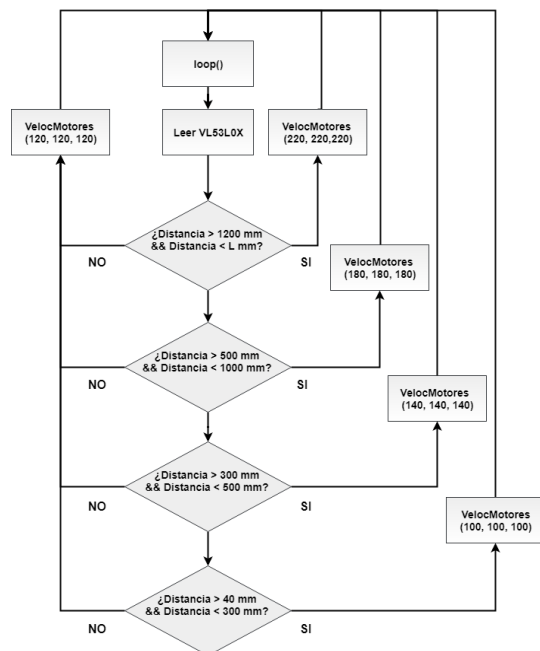 loop()
Leer VL53L0X
VelocMotores
(120, 120, 120)
VelocMotores
(220, 220,220)
¿Distancia > 1200 mm
&& Distancia < L mm?
NO
SI
VelocMotores
(180, 180, 180)
¿Distancia > 500 mm
&& Distancia < 1000 mm?
NO
SI
VelocMotores
(140, 140, 140)
¿Distancia > 300 mm
&& Distancia < 500 mm?
NO
SI
VelocMotores
(100, 100, 100)
¿Distancia > 40 mm
&& Distancia < 300 mm?
NO
SI